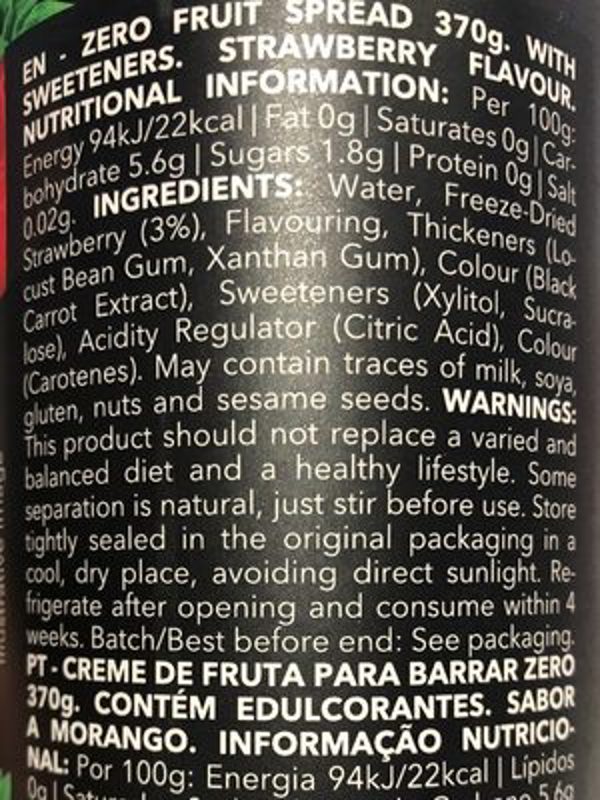 EN - ZERO FRUIT SPREAD 370g. WITH
SWEETENERS. STRAWBERRY FLAVOUR.
NUTRITIONAL INFORMATION: Per 100g:
Energy 94kJ/22kcal | Fat 0g | Saturates 0g | Car-
bohydrate 5.6g | Sugars 1.8g | Protein 0g | Salt
0.02g. INGREDIENTS: Water, Freeze-Dried
Strawberry (3%), Flavouring, Thickeners (Lo-
cust Bean Gum, Xanthan Gum), Colour (Black
Carrot Extract), Sweeteners (Xylitol, Sucra-
lose), Acidity Regulator (Citric Acid), Colour
(Carotenes). May contain traces of milk, soya,
gluten, nuts and sesame seeds. WARNINGS:
This product should not replace a varied and
balanced diet and a healthy lifestyle. Some
separation is natural, just stir before use. Store
tightly sealed in the original packaging in a
cool, dry place, avoiding direct sunlight. Re-
frigerate after opening and consume within 4
weeks. Batch/Best before end: See packaging.
PT - CREME DE FRUTA PARA BARRAR ZERO
370g. CONTÉM EDULCORANTES. SABOR
A MORANGO. INFORMAÇÃO NUTRICIO-
NAL: Por 100g: Energia 94kJ/22kcal | Lípidos
0g | 5.6g